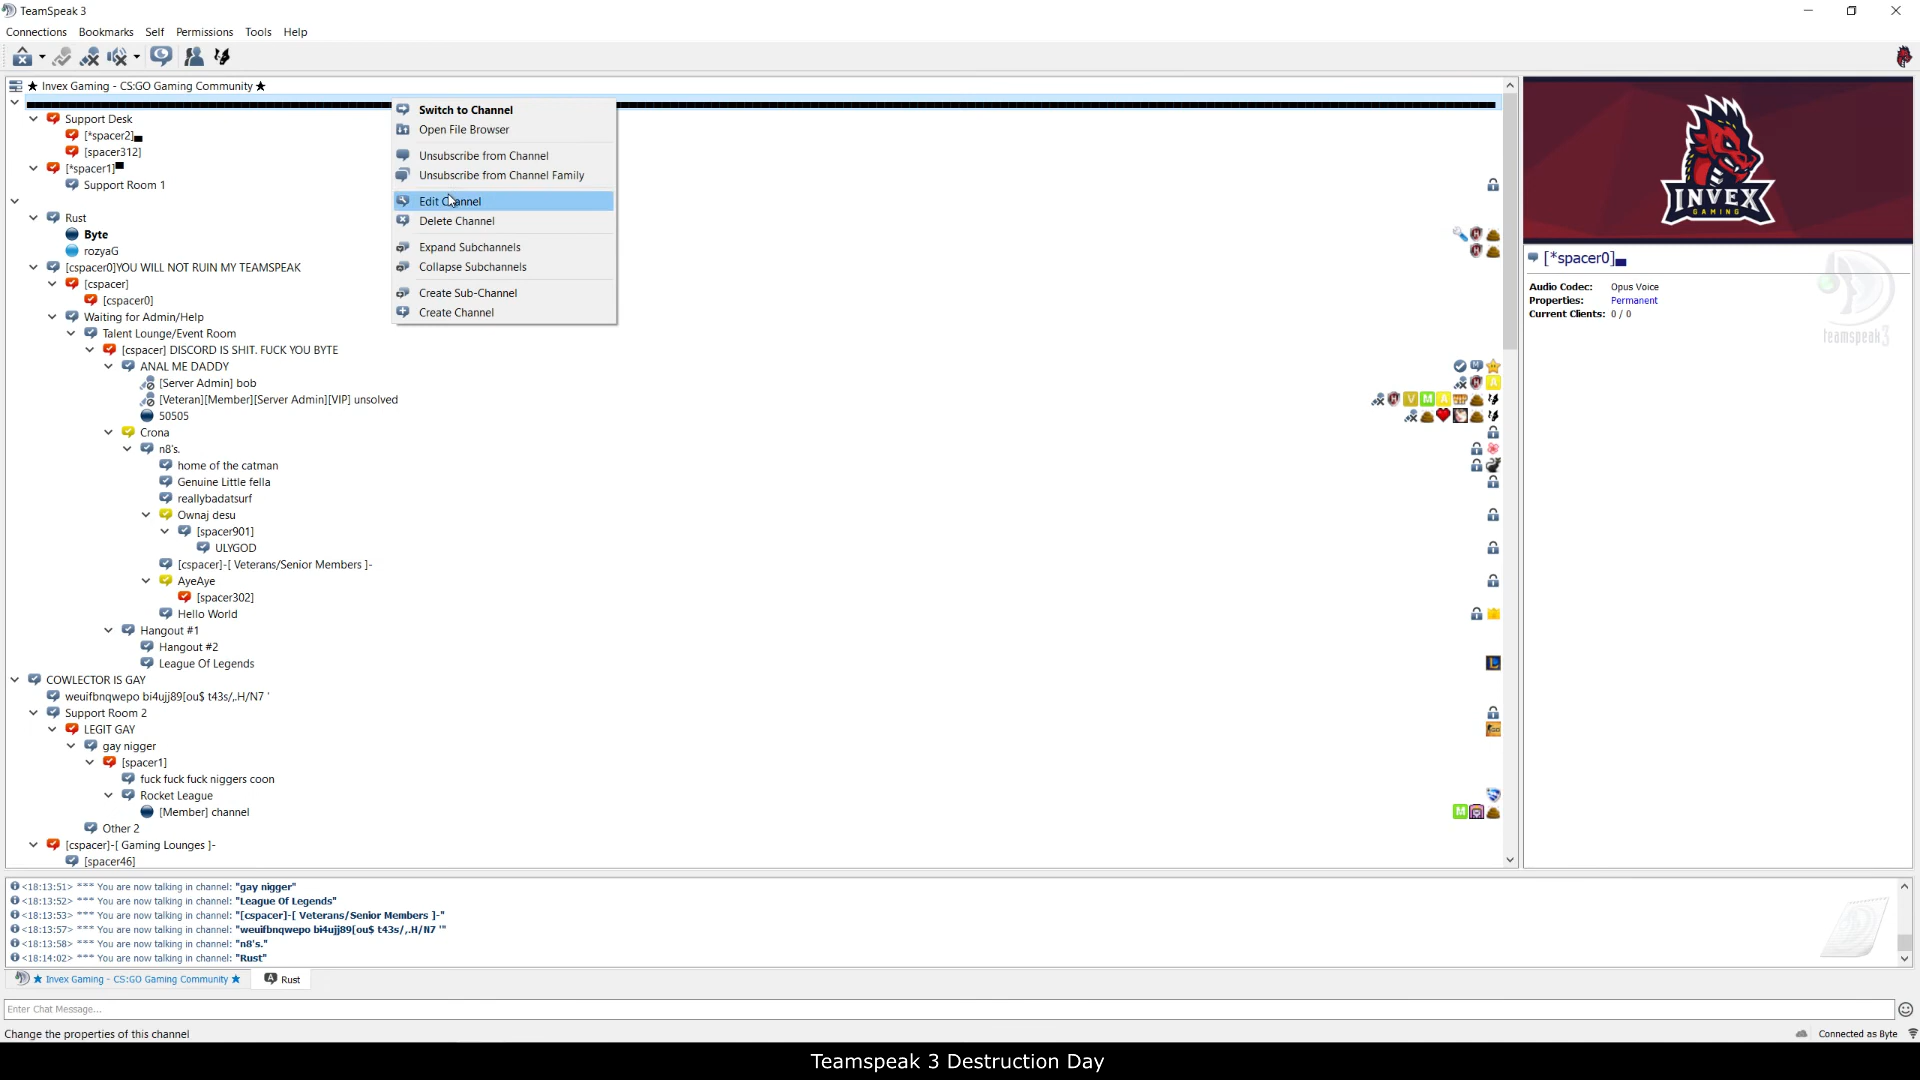 TeamSpeak 3
Connections Bookmarks Self Permissions Tools Help
★ Invex Gaming - CS:GO Gaming Community ★
Support Desk
[*spacer2]▄
[spacer312]
[*spacer1]▀
Support Room 1
Rust
Byte
rozyaG
[cspacer0]YOU WILL NOT RUIN MY TEAMSPEAK
[cspacer]
[cspacer0]
Waiting for Admin/Help
Talent Lounge/Event Room
[cspacer] DISCORD IS SHIT. FUCK YOU BYTE
ANAL ME DADDY
[Server Admin] bob
[Veteran][Member][Server Admin][VIP] unsolved
50505
Crona
n8's.
home of the catman
Genuine Little fella
reallybadatsurf
Ownaj desu
[spacer901]
ULYGOD
[cspacer]-[ Veterans/Senior Members ]-
AyeAye
[spacer302]
Hello World
Hangout #1
Hangout #2
League Of Legends
COWLECTOR IS GAY
weuifbnqwepo bi4ujj89[ou$ t43s/,.H/N7 '
Support Room 2
LEGIT GAY
gay nigger
[spacer1]
fuck fuck fuck niggers coon
Rocket League
[Member] channel
Other 2
[cspacer]-[ Gaming Lounges ]-
[spacer46]
Switch to Channel
Open File Browser
Unsubscribe from Channel
Unsubscribe from Channel Family
Edit Channel
Delete Channel
Expand Subchannels
Collapse Subchannels
Create Sub-Channel
Create Channel
INVEX
GAMING
[*spacer0]▄
Audio Codec: Opus Voice
Properties: Permanent
Current Clients: 0 / 0
teamspeak3
<18:13:51> *** You are now talking in channel: "gay nigger"
<18:13:52> *** You are now talking in channel: "League Of Legends"
<18:13:53> *** You are now talking in channel: "[cspacer]-[ Veterans/Senior Members ]-"
<18:13:57> *** You are now talking in channel: "weuifbnqwepo bi4ujj89[ou$ t43s/,.H/N7 '"
<18:13:58> *** You are now talking in channel: "n8's."
<18:14:02> *** You are now talking in channel: "Rust"
★ Invex Gaming - CS:GO Gaming Community ★ Rust
Enter Chat Message...
Change the properties of this channel
Connected as Byte
Teamspeak 3 Destruction Day